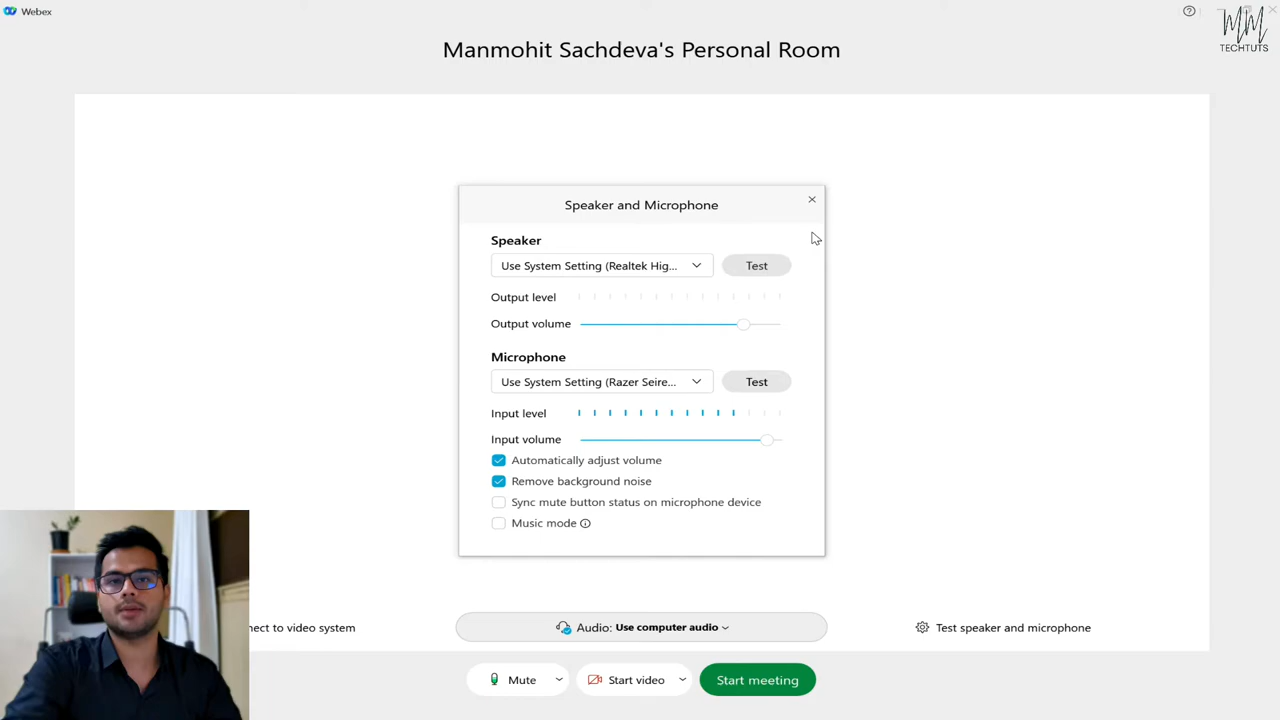 Webex
MM
TECHTUTS
Manmohit Sachdeva's Personal Room
Speaker and Microphone
Speaker
Use System Setting (Realtek Hig...
Test
Output level
Output volume
Microphone
Use System Setting (Razer Seire...
Test
Input level
Input volume
Automatically adjust volume
Remove background noise
Sync mute button status on microphone device
Music mode
nect to video system
Audio: Use computer audio
Test speaker and microphone
Mute
Start video
Start meeting